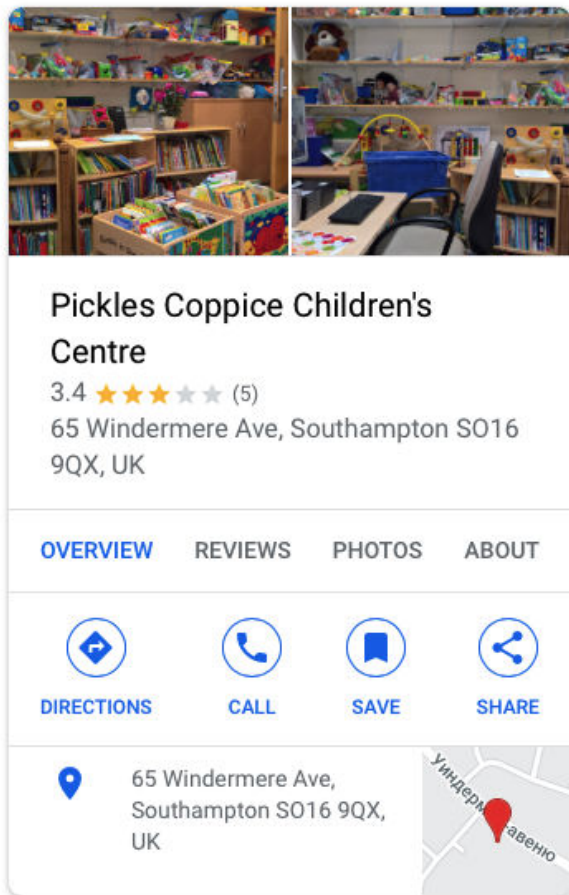 Pickles Coppice Children's
Centre
3.4 (5)
65 Windermere Ave, Southampton SO16
9QX, UK
OVERVIEW REVIEWS PHOTOS ABOUT
DIRECTIONS CALL SAVE SHARE
65 Windermere Ave,
Southampton SO16 9QX,
UK